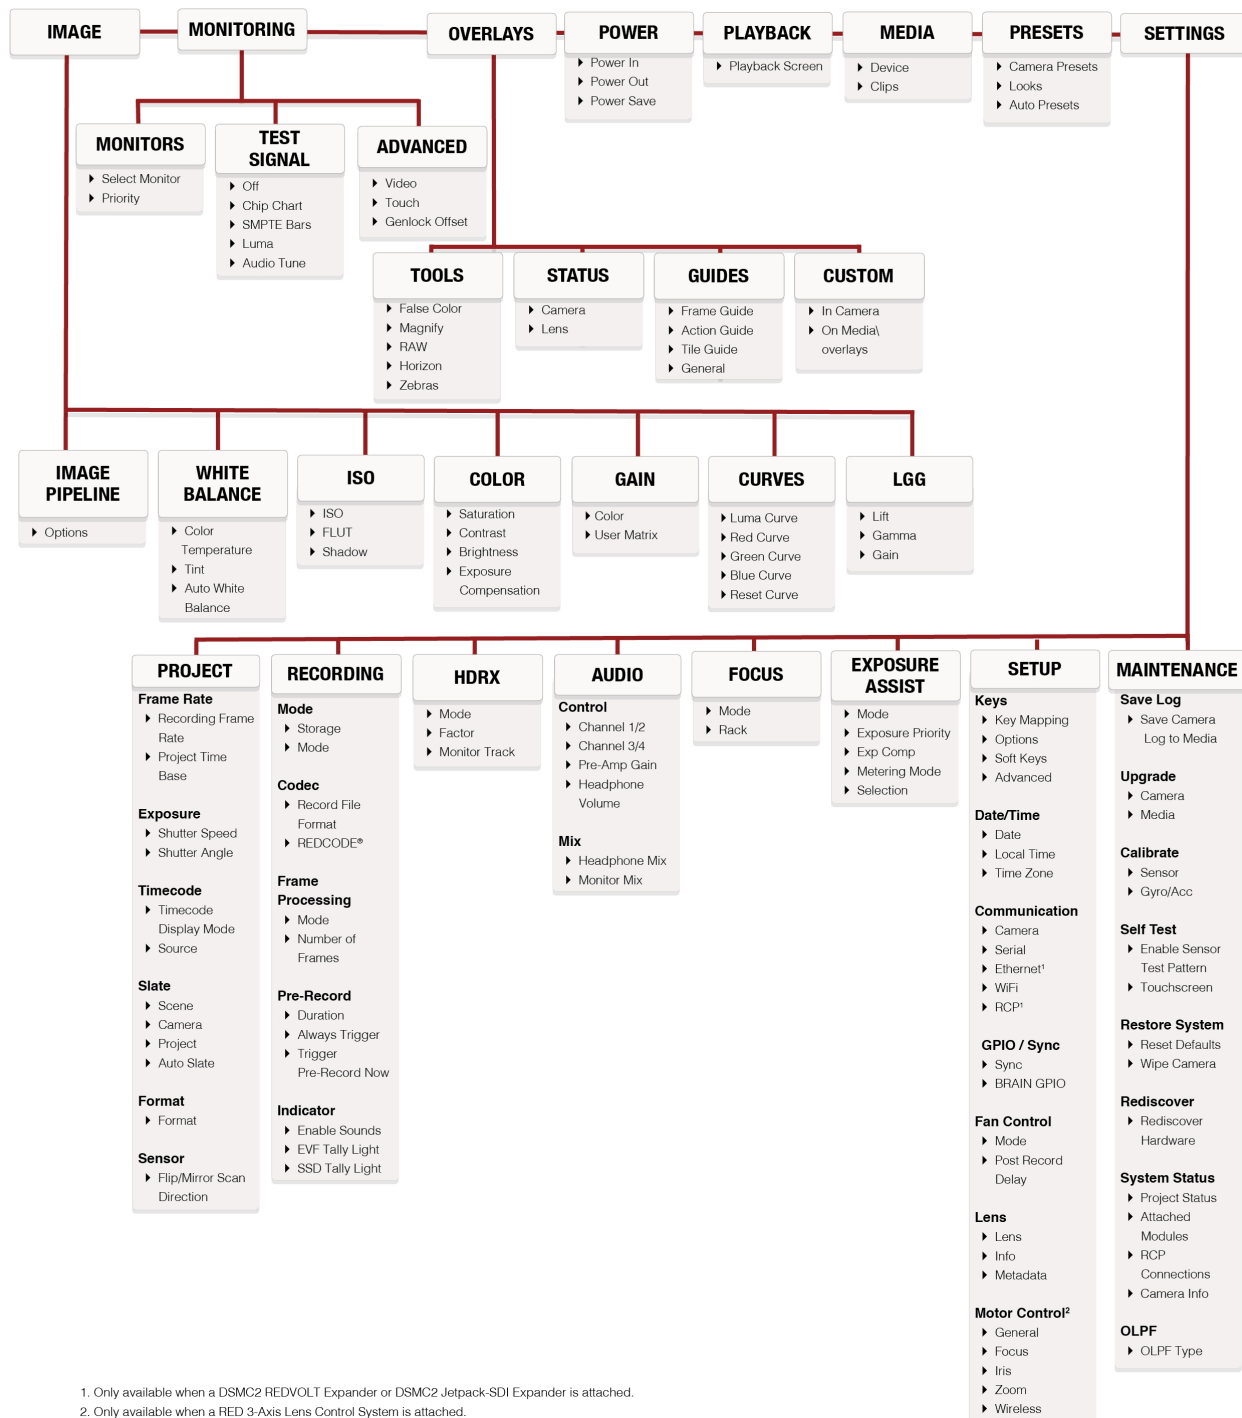 IMAGE
MONITORING
OVERLAYS
POWER
Power In
Power Out
Power Save
PLAYBACK
Playback Screen
MEDIA
Device
Clips
PRESETS
Camera Presets
Looks
Auto Presets
SETTINGS
MONITORS
Select Monitor
Priority
TEST
SIGNAL
Off
Chip Chart
SMPTE Bars
Luma
Audio Tune
ADVANCED
Video
Touch
Genlock Offset
TOOLS
False Color
Magnify
RAW
Horizon
Zebras
STATUS
Camera
Lens
GUIDES
Frame Guide
Action Guide
Tile Guide
General
CUSTOM
In Camera
On Media\
overlays
IMAGE
PIPELINE
Options
WHITE
BALANCE
Color
Temperature
Tint
Auto White
Balance
ISO
ISO
FLUT
Shadow
COLOR
Saturation
Contrast
Brightness
Exposure
Compensation
GAIN
Color
User Matrix
CURVES
Luma Curve
Red Curve
Green Curve
Blue Curve
Reset Curve
LGG
Lift
Gamma
Gain
PROJECT
Frame Rate
Recording Frame
Rate
Project Time
Base
Exposure
Shutter Speed
Shutter Angle
Timecode
Timecode
Display Mode
Source
Slate
Scene
Camera
Project
Auto Slate
Format
Format
Sensor
Flip/Mirror Scan
Direction
RECORDING
Mode
Storage
Mode
Codec
Record File
Format
REDCODE®
Frame
Processing
Mode
Number of
Frames
Pre-Record
Duration
Always Trigger
Trigger
Pre-Record Now
Indicator
Enable Sounds
EVF Tally Light
SSD Tally Light
HDRX
Mode
Factor
Monitor Track
AUDIO
Control
Channel 1/2
Channel 3/4
Pre-Amp Gain
Headphone
Volume
Mix
Headphone Mix
Monitor Mix
FOCUS
Mode
Rack
EXPOSURE
ASSIST
Mode
Exposure Priority
Exp Comp
Metering Mode
Selection
SETUP
Keys
Key Mapping
Options
Soft Keys
Advanced
Date/Time
Date
Local Time
Time Zone
Communication
Camera
Serial
Ethernet¹
WiFi
RCP¹
GPIO / Sync
Sync
BRAIN GPIO
Fan Control
Mode
Post Record
Delay
Lens
Lens
Info
Metadata
Motor Control²
General
Focus
Iris
Zoom
Wireless
MAINTENANCE
Save Log
Save Camera
Log to Media
Upgrade
Camera
Media
Calibrate
Sensor
Gyro/Acc
Self Test
Enable Sensor
Test Pattern
Touchscreen
Restore System
Reset Defaults
Wipe Camera
Rediscover
Rediscover
Hardware
System Status
Project Status
Attached
Modules
RCP
Connections
Camera Info
OLPF
OLPF Type
1. Only available when a DSMC2 REDVOLT Expander or DSMC2 Jetpack-SDI Expander is attached.
2. Only available when a RED 3-Axis Lens Control System is attached.